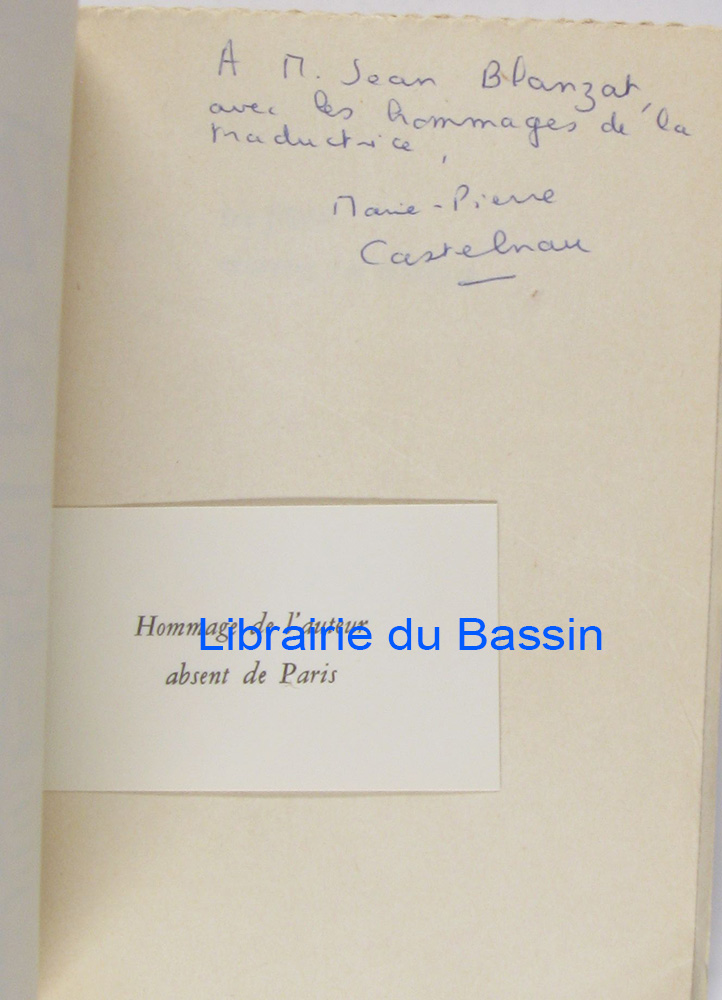 A M. Jean Blanzat,
avec les hommages de la
traductrice,
Marie-Pierre
Castelnau
Hommage de l'auteur
Librairie du Bassin
absent de Paris